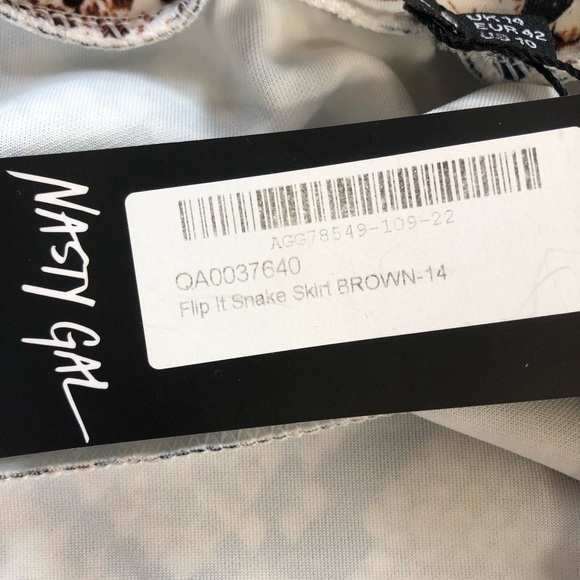 UK 14
EUR 42
US 10
NASTY GAL
AGG78549-109-22
QA0037640
Flip It Snake Skirt BROWN-14